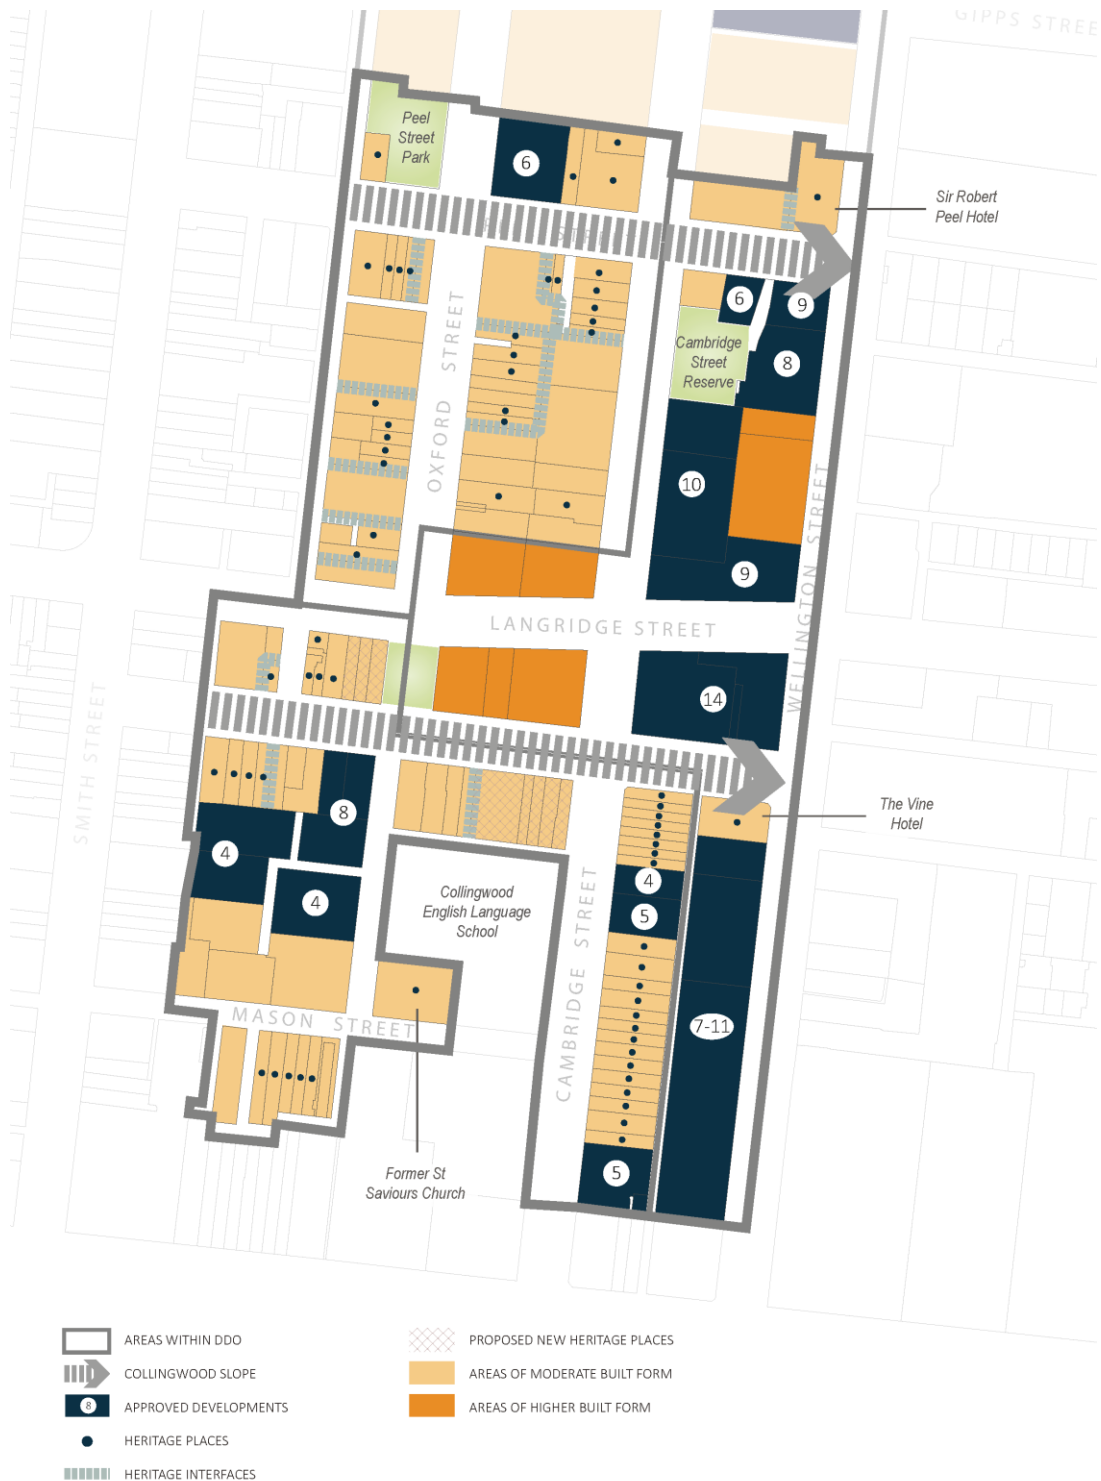 GIPPS STREE
Peel
Street
Park
6
Sir Robert
Peel Hotel
STREET
6
9
Cambridge
Street
Reserve
8
OXFORD STREET
10
WELLINGTON STREET
9
LANGRIDGE STREET
14
SMITH STREET
8
The Vine
Hotel
4
4
4
5
Collingwood
English Language
School
CAMBRIDGE STREET
MASON STREET
7-11
5
Former St
Saviours Church
AREAS WITHIN DDO
COLLINGWOOD SLOPE
8
APPROVED DEVELOPMENTS
HERITAGE PLACES
HERITAGE INTERFACES
PROPOSED NEW HERITAGE PLACES
AREAS OF MODERATE BUILT FORM
AREAS OF HIGHER BUILT FORM